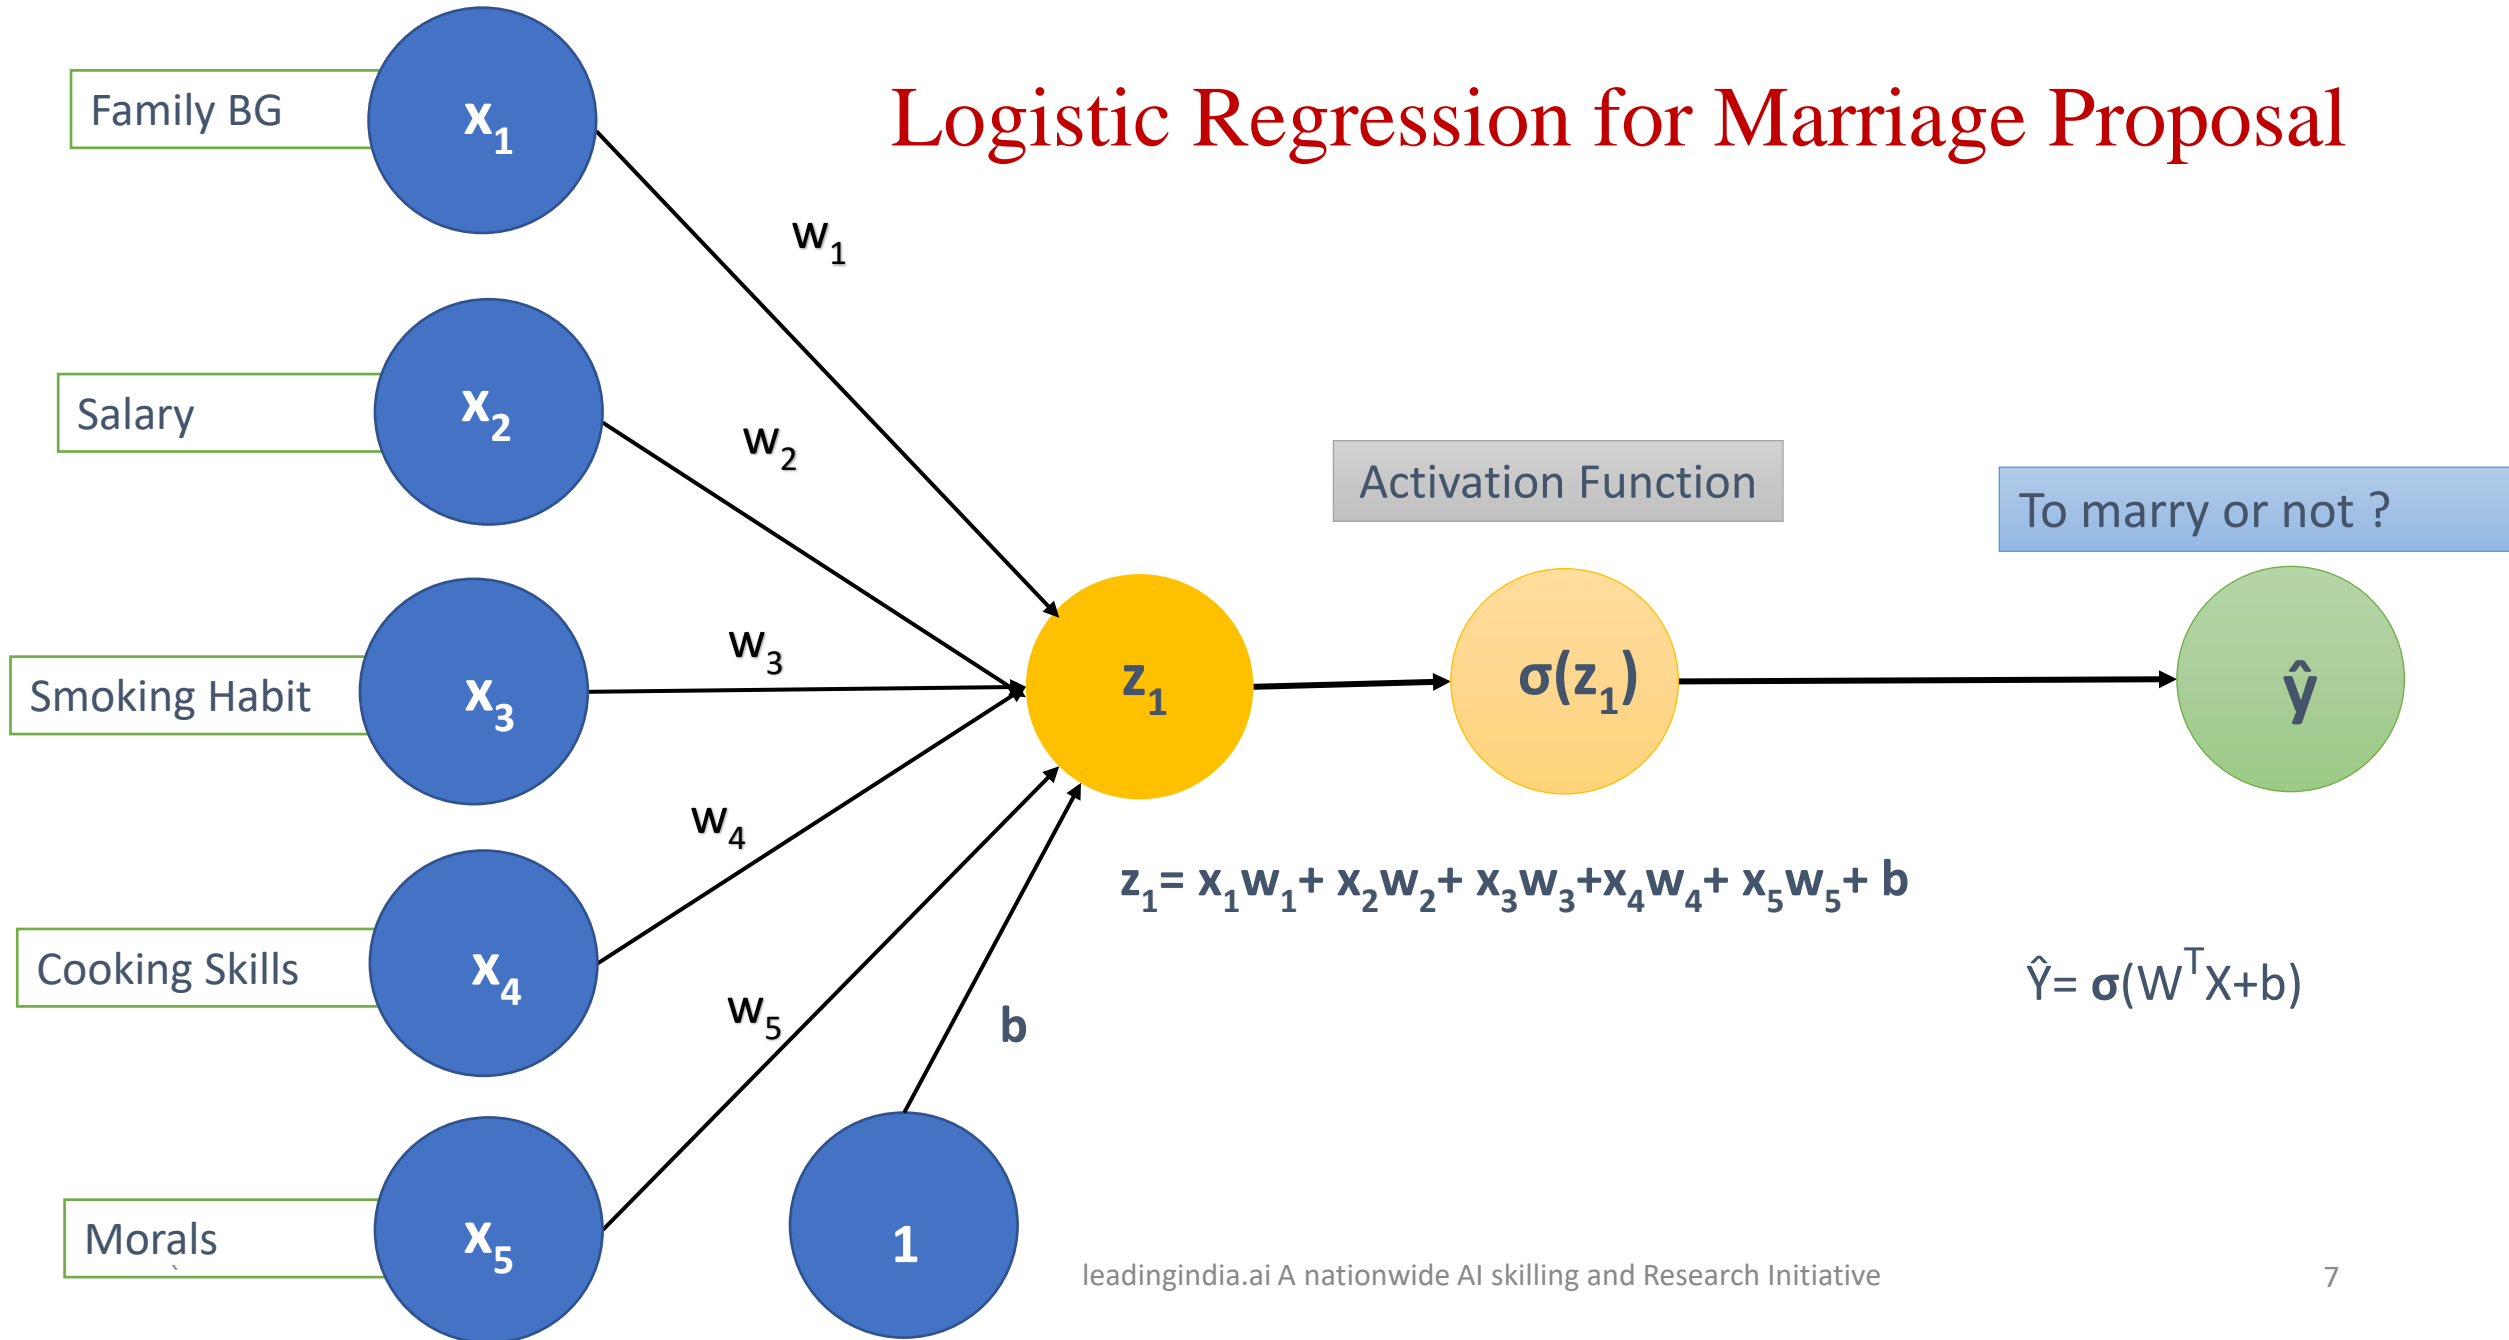 Logistic Regression for Marriage Proposal
Family BG
x₁
w₁
Salary
x₂
w₂
Activation Function
To marry or not ?
Smoking Habit
x₃
w₃
z₁
σ(z₁)
ŷ
w₄
z₁= x₁w₁+ x₂w₂+ x₃w₃+x₄w₄+ x₅w₅+ b
Cooking Skills
x₄
Ŷ= σ(WᵀX+b)
w₅
b
Morals
`
x₅
1
leadingindia.ai A nationwide AI skilling and Research Initiative
7